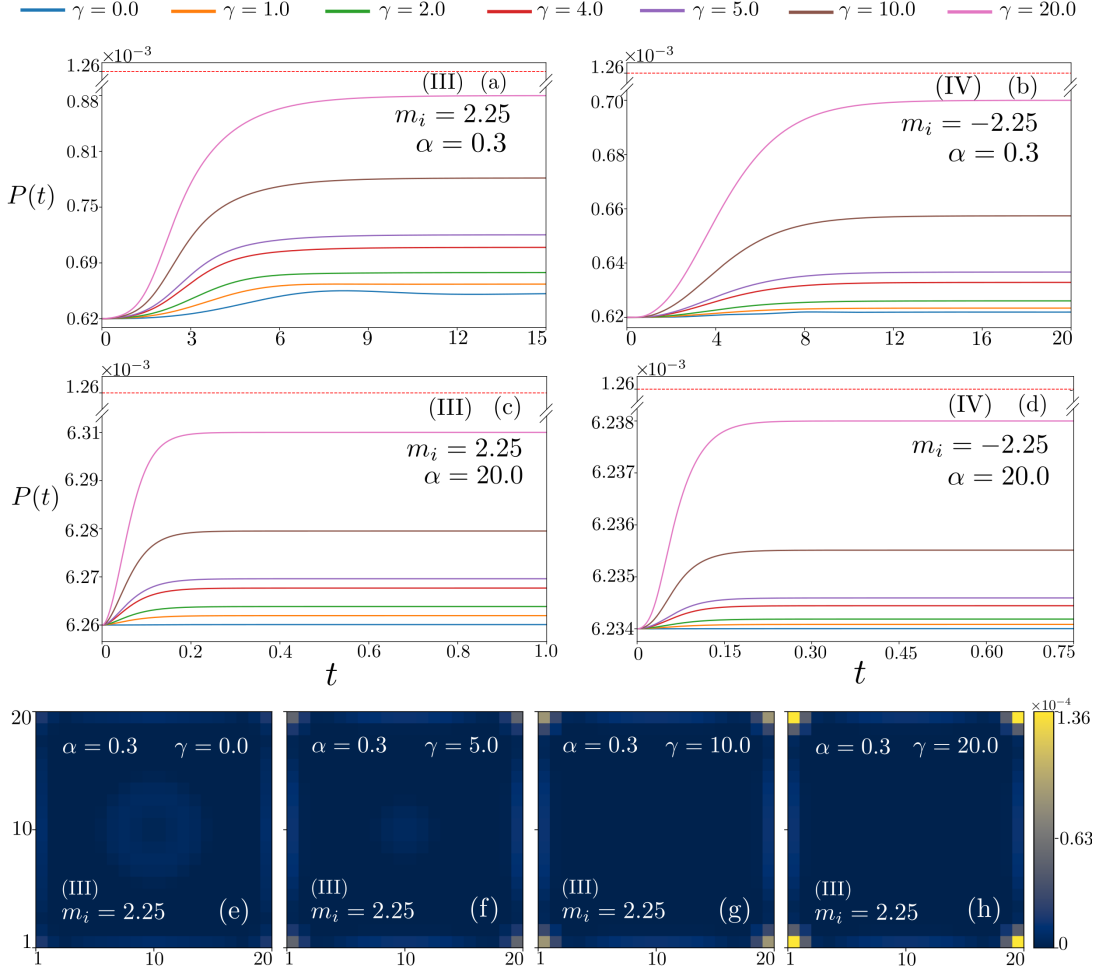 γ = 0.0 γ = 1.0 γ = 2.0 γ = 4.0 γ = 5.0 γ = 10.0 γ = 20.0
×10⁻³ ×10⁻³
1.26 1.26
(III) (a) (IV) (b)
0.88 0.70
m_i = 2.25 m_i = −2.25
α = 0.3 α = 0.3
0.81 0.68
P(t)
0.75 0.66
0.69 0.64
0.62 0.62
0 3 6 9 12 15 0 4 8 12 16 20
×10⁻³ ×10⁻³
1.26 1.26
(III) (c) (IV) (d)
6.31 6.238
m_i = 2.25 m_i = −2.25
α = 20.0 α = 20.0
6.29 6.237
P(t)
6.28 6.236
6.27 6.235
6.26 6.234
0 0.2 0.4 0.6 0.8 1.0 0 0.15 0.30 0.45 0.60 0.75
t t
×10⁻⁴
20 1.36
α = 0.3 γ = 0.0 α = 0.3 γ = 5.0 α = 0.3 γ = 10.0 α = 0.3 γ = 20.0
10 0.63
(III) (III) (III) (III)
m_i = 2.25 (e) m_i = 2.25 (f) m_i = 2.25 (g) m_i = 2.25 (h)
1 0
1 10 20 1 10 20 1 10 20 1 10 20